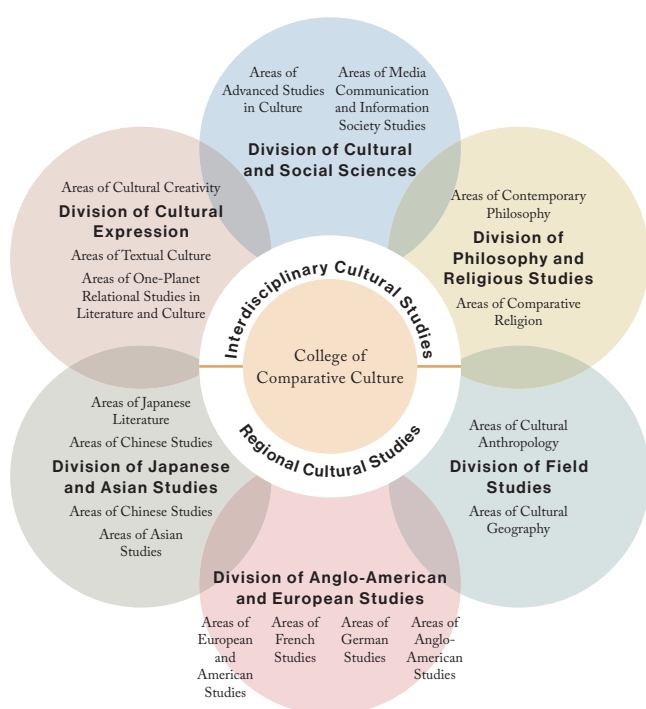 Areas of
Advanced Studies
in Culture
Areas of Media
Communication
and Information
Society Studies
Division of Cultural
and Social Sciences
Areas of Cultural Creativity
Division of Cultural
Expression
Areas of Textual Culture
Areas of One-Planet
Relational Studies in
Literature and Culture
Areas of Contemporary
Philosophy
Division of
Philosophy and
Religious Studies
Areas of Comparative
Religion
Interdisciplinary Cultural Studies
College of
Comparative Culture
Regional Cultural Studies
Areas of Japanese
Literature
Areas of Chinese Studies
Division of Japanese
and Asian Studies
Areas of Chinese Studies
Areas of Asian
Studies
Areas of Cultural
Anthropology
Division of Field
Studies
Areas of Cultural
Geography
Division of Anglo-American
and European Studies
Areas of
European
and
American
Studies
Areas of
French
Studies
Areas of
German
Studies
Areas of
Anglo-
American
Studies